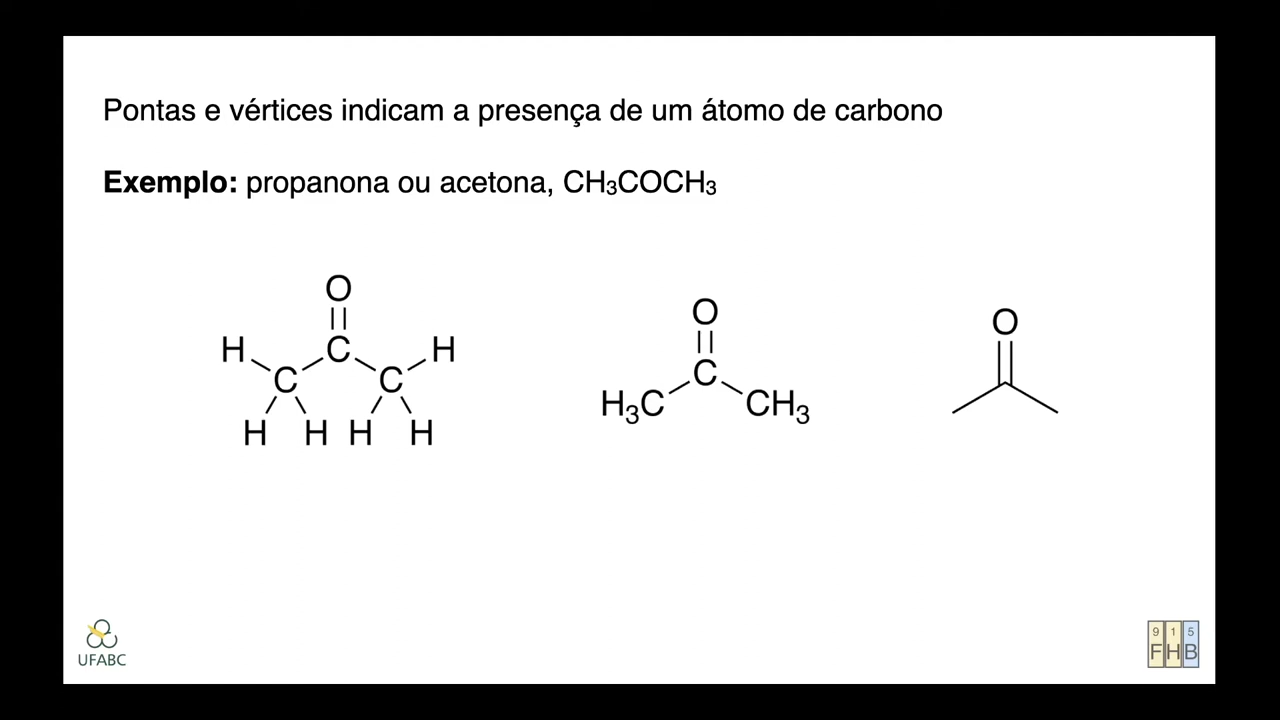 Pontas e vértices indicam a presença de um átomo de carbono
Exemplo: propanona ou acetona, CH₃COCH₃
O
H C C C H
H H H H
O
C
H₃C CH₃
O
UFABC
9 1 5
F H B